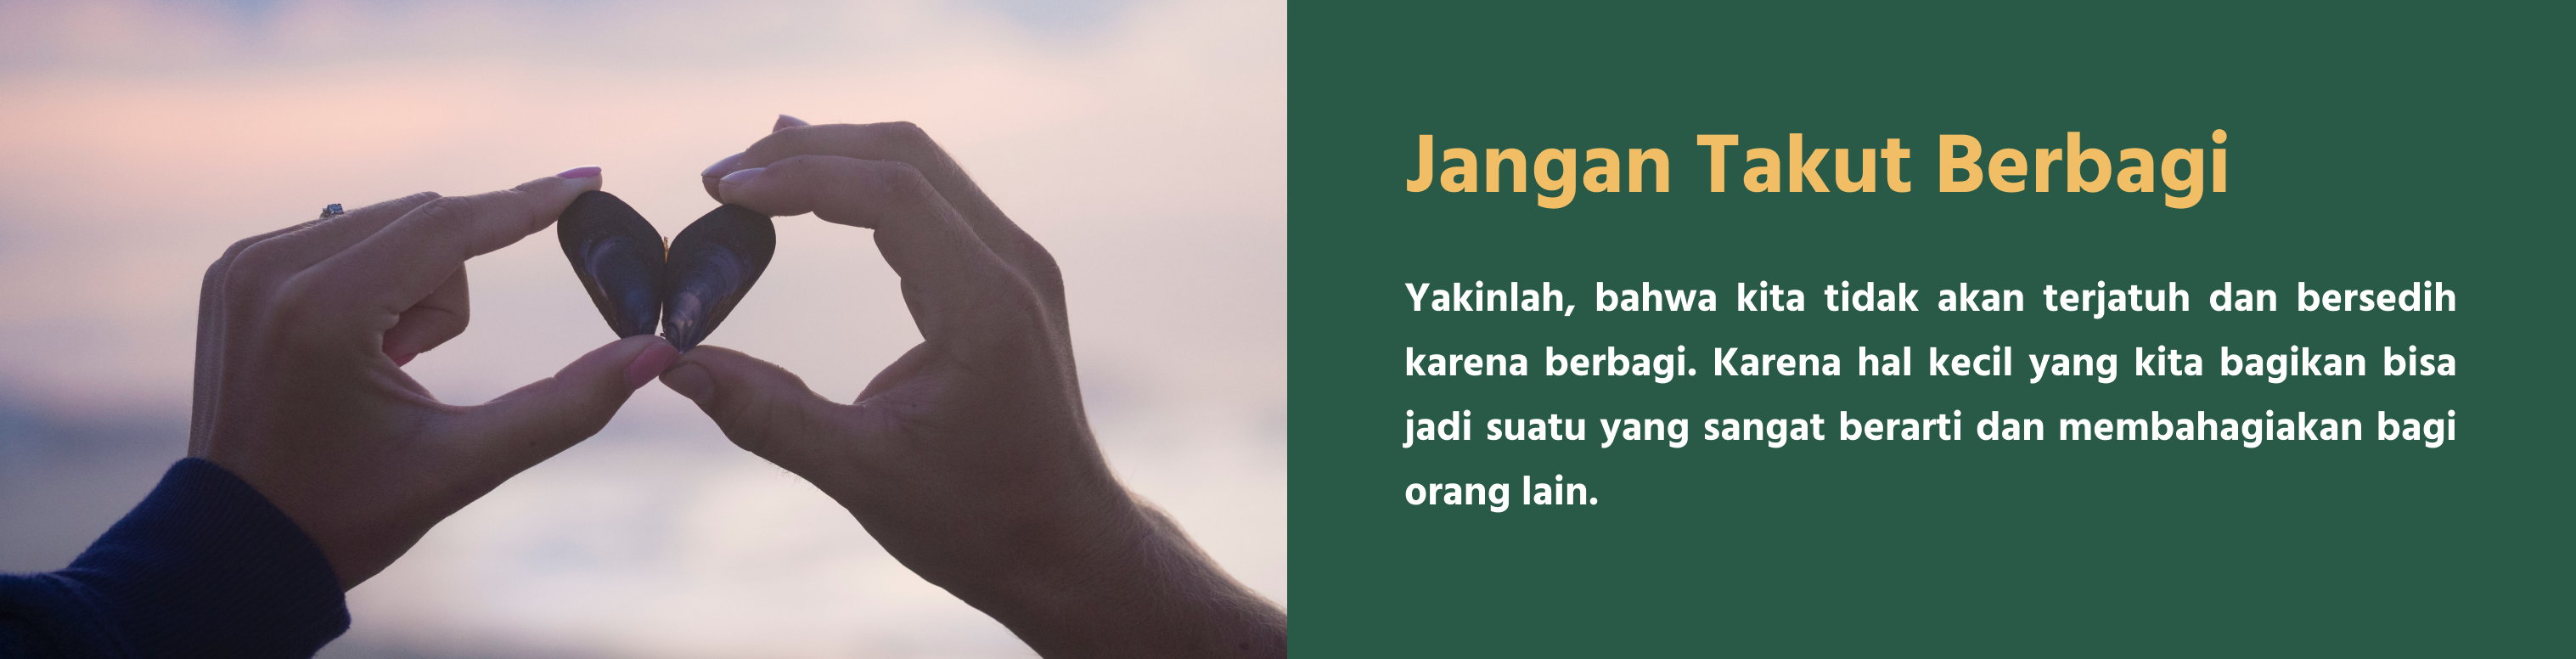 Jangan Takut Berbagi
Yakinlah, bahwa kita tidak akan terjatuh dan bersedih
karena berbagi. Karena hal kecil yang kita bagikan bisa
jadi suatu yang sangat berarti dan membahagiakan bagi
orang lain.